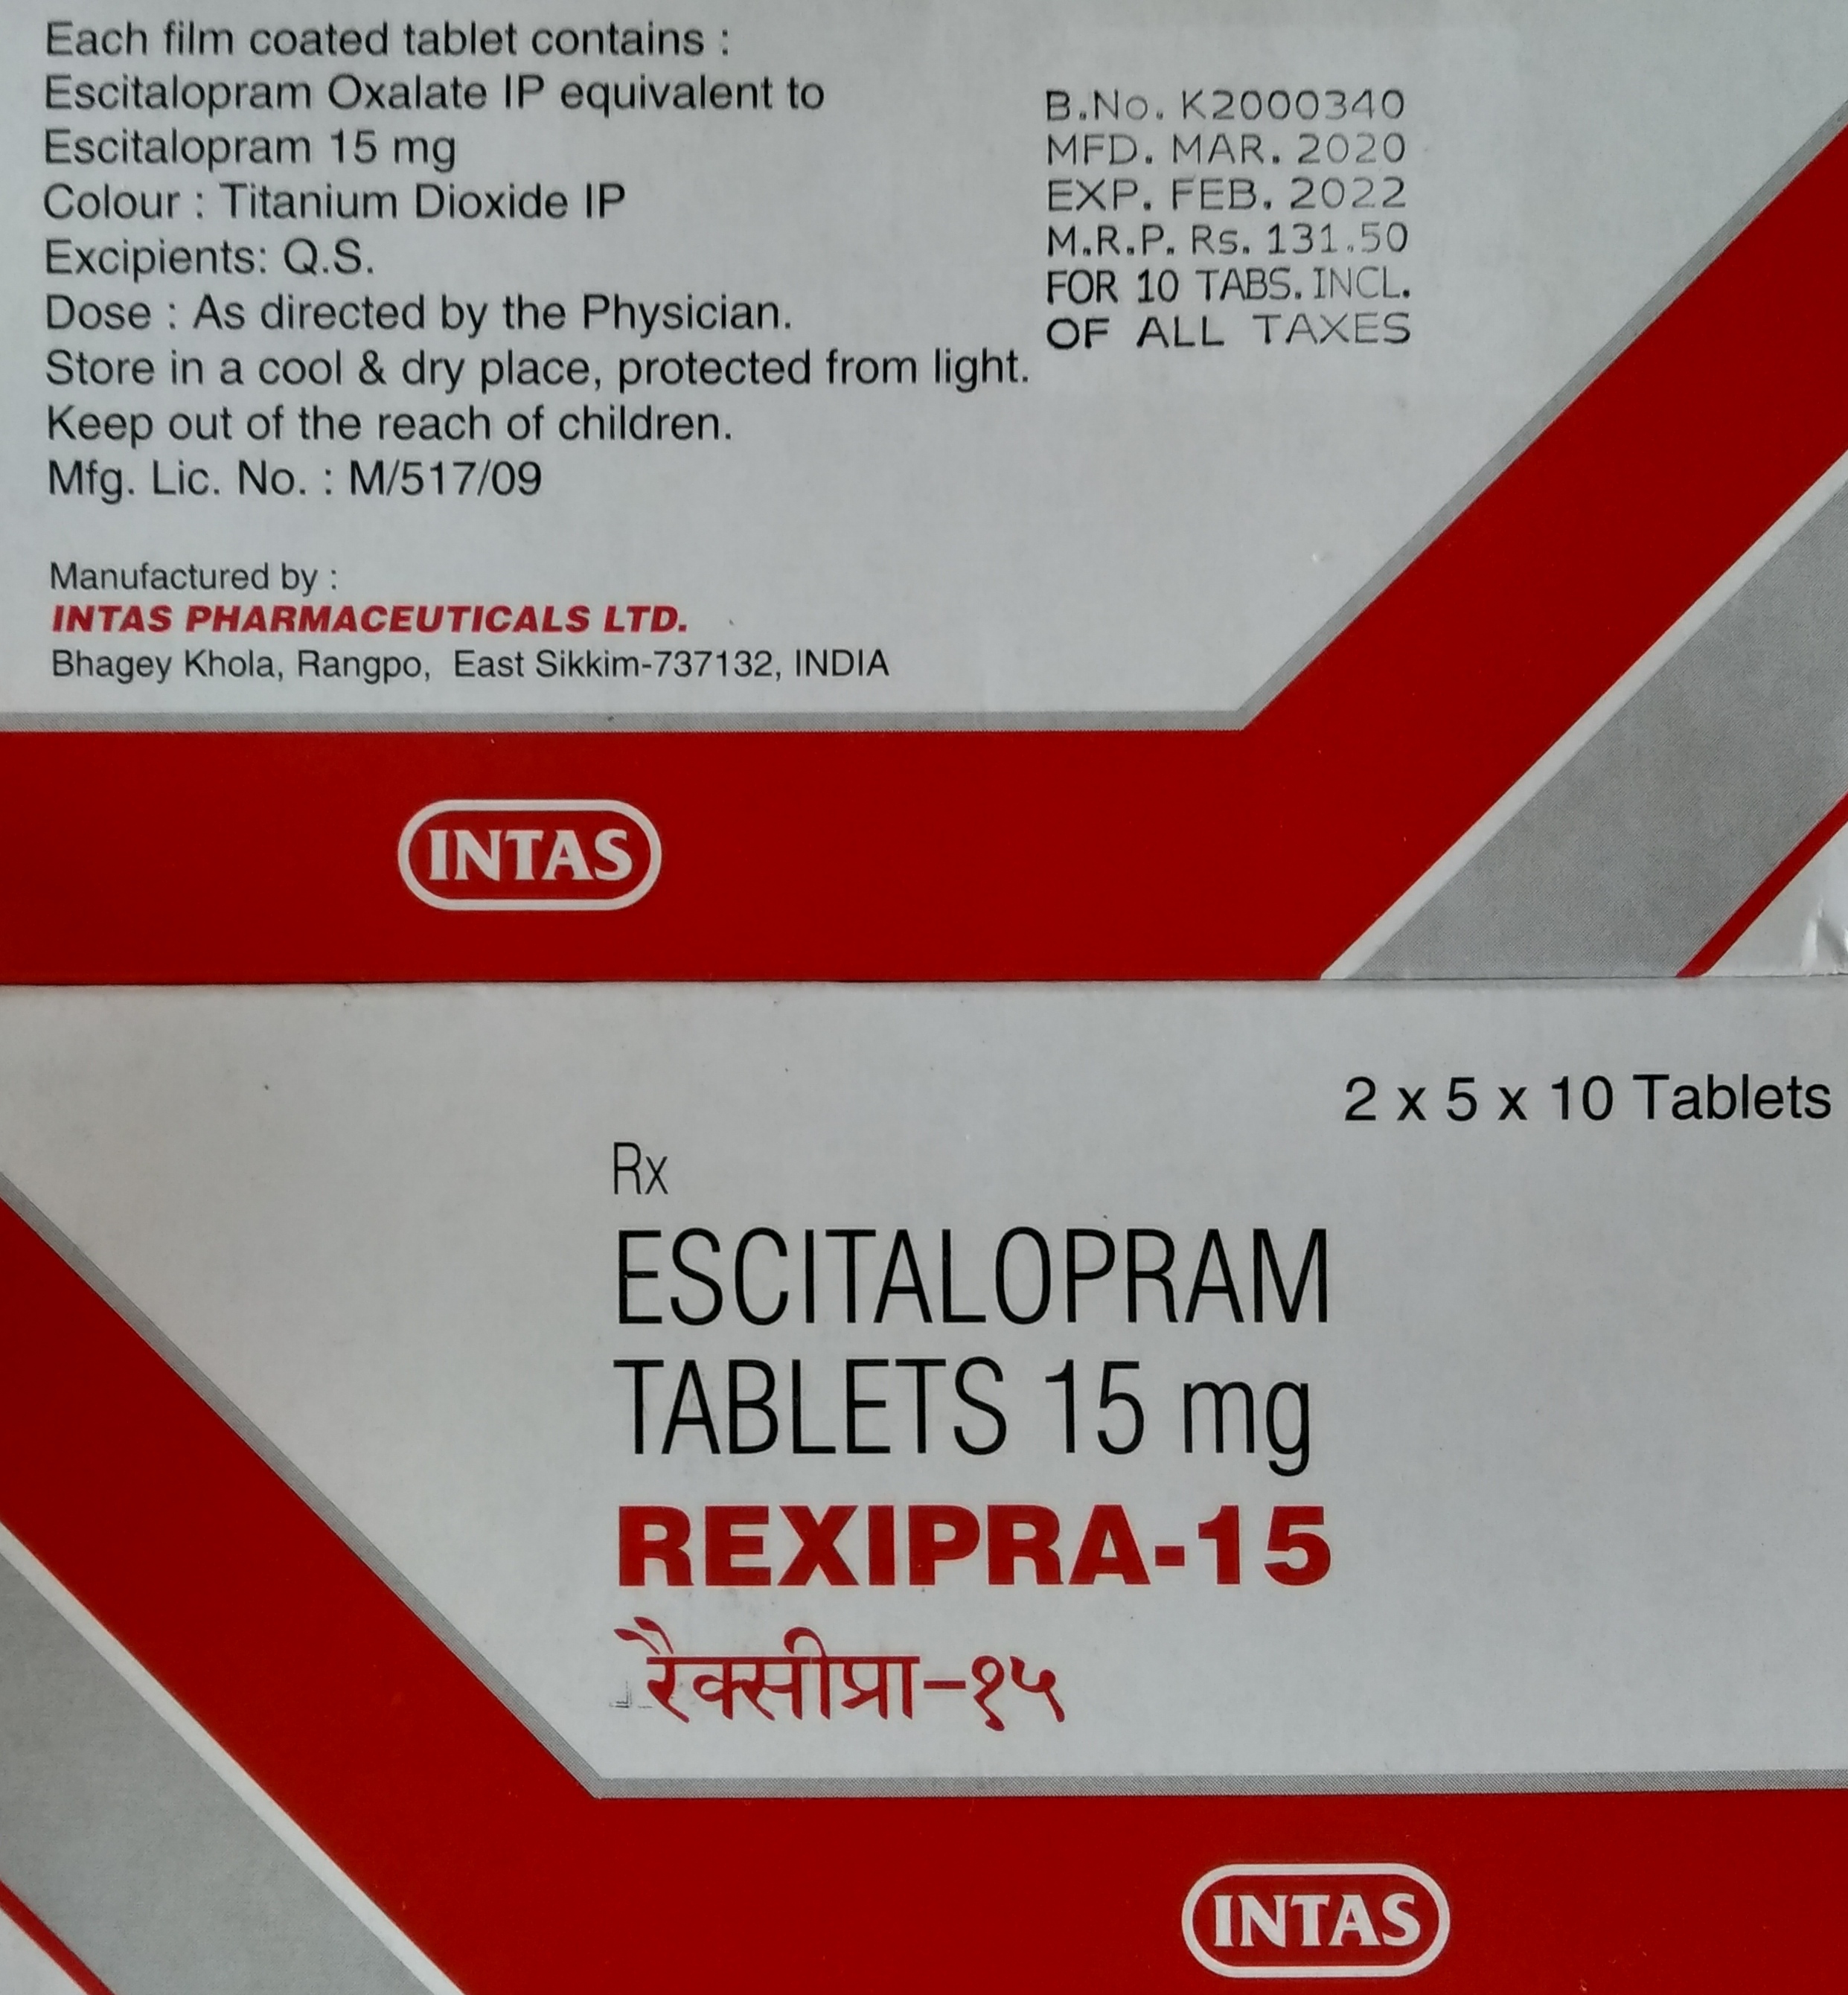 Each film coated tablet contains :
Escitalopram Oxalate IP equivalent to
Escitalopram 15 mg
Colour : Titanium Dioxide IP
Excipients: Q.S.
Dose : As directed by the Physician.
Store in a cool & dry place, protected from light.
Keep out of the reach of children.
Mfg. Lic. No. : M/517/09
B.No. K2000340
MFD. MAR. 2020
EXP. FEB. 2022
M.R.P. Rs. 131.50
FOR 10 TABS. INCL.
OF ALL TAXES
Manufactured by :
INTAS PHARMACEUTICALS LTD.
Bhagey Khola, Rangpo, East Sikkim-737132, INDIA
INTAS
2 x 5 x 10 Tablets
Rx
ESCITALOPRAM
TABLETS 15 mg
REXIPRA-15
रैक्सीप्रा-१५
INTAS